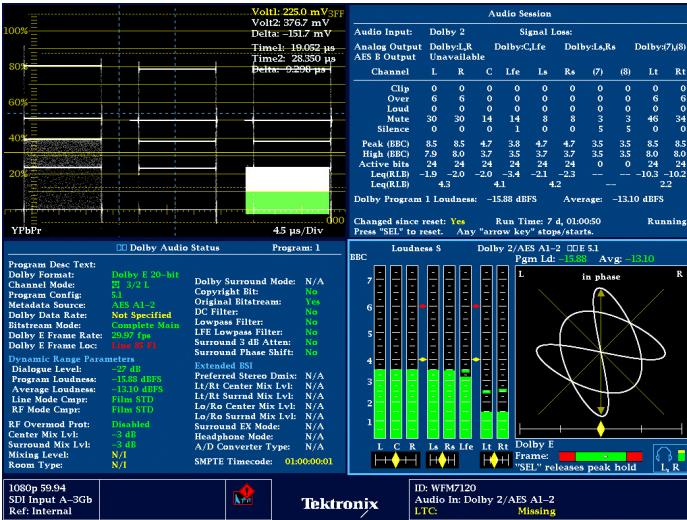 Volt1: 225.0 mV
3FF
Volt2: 376.7 mV
Delta: -151.7 mV
Time1: 19.052 µs
Time2: 28.350 µs
Delta: 9.298 µs
100%
80%
60%
40%
20%
000
YPbPr
4.5 µs/Div
Audio Session
Audio Input: Dolby 2 Signal Loss:
Analog Output Dolby:L,R Dolby:C,Lfe Dolby:Ls,Rs Dolby:(7),(8)
AES B Output Unavailable
Channel L R C Lfe Ls Rs (7) (8) Lt Rt
Clip 0 0 0 0 0 0 0 0 0 0
Over 6 6 0 0 0 0 0 0 6 6
Loud 0 0 0 0 0 0 0 0 0 0
Mute 30 30 14 14 8 8 3 3 46 34
Silence 0 0 0 1 0 0 5 5 0 0
Peak (BBC) 8.5 8.5 4.7 3.8 4.7 4.7 3.5 3.5 8.5 8.5
High (BBC) 7.9 8.0 3.7 3.5 3.7 3.7 3.5 3.5 8.0 8.0
Active bits 24 24 24 24 24 24 24 24 24 24
Leq(RLB) -1.9 -2.0 -2.0 -3.4 -2.1 -2.3 --- --- -10.3 -10.2
Leq(RLB) 4.3 4.1 4.2 --- 2.2
Dolby Program 1 Loudness: -15.88 dBFS Average: -13.10 dBFS
Changed since reset: Yes Run Time: 7 d, 01:00:50 Running
Press "SEL" to reset. Any "arrow key" stops/starts.
Dolby Audio Status Program: 1
Program Desc Text:
Dolby Format: Dolby E 20-bit
Channel Mode: 3/2 L
Program Config: 5.1
Metadata Source: AES A1-2
Dolby Data Rate: Not Specified
Bitstream Mode: Complete Main
Dolby E Frame Rate: 29.97 fps
Dolby E Frame Loc: Line 95 F1
Dynamic Range Parameters
Dialogue Level: -27 dB
Program Loudness: -15.88 dBFS
Average Loudness: -13.10 dBFS
Line Mode Cmpr: Film STD
RF Mode Cmpr: Film STD
RF Overmod Prot: Disabled
Center Mix Lvl: -3 dB
Surround Mix Lvl: -3 dB
Mixing Level: N/I
Room Type: N/I
Dolby Surround Mode: N/A
Copyright Bit: No
Original Bitstream: Yes
DC Filter: No
Lowpass Filter: No
LFE Lowpass Filter: No
Surround 3 dB Atten: No
Surround Phase Shift: No
Extended BSI
Preferred Stereo Dmix: N/A
Lt/Rt Center Mix Lvl: N/A
Lt/Rt Surrnd Mix Lvl: N/A
Lo/Ro Center Mix Lvl: N/A
Lo/Ro Surrnd Mix Lvl: N/A
Surround EX Mode: N/A
Headphone Mode: N/A
A/D Converter Type: N/A
SMPTE Timecode: 01:00:00:01
Loudness S Dolby 2/AES A1-2 E 5.1
BBC
Pgm Ld: -15.88 Avg: -13.10
7
6
5
4
3
2
1
L C R Ls Rs Lfe Lt Rt
L in phase R
Dolby E
Frame:
"SEL" releases peak hold
L, R
1080p 59.94
SDI Input A-3Gb
Ref: Internal
Tektronix
ID: WFM7120
Audio In: Dolby 2/AES A1-2
LTC: Missing